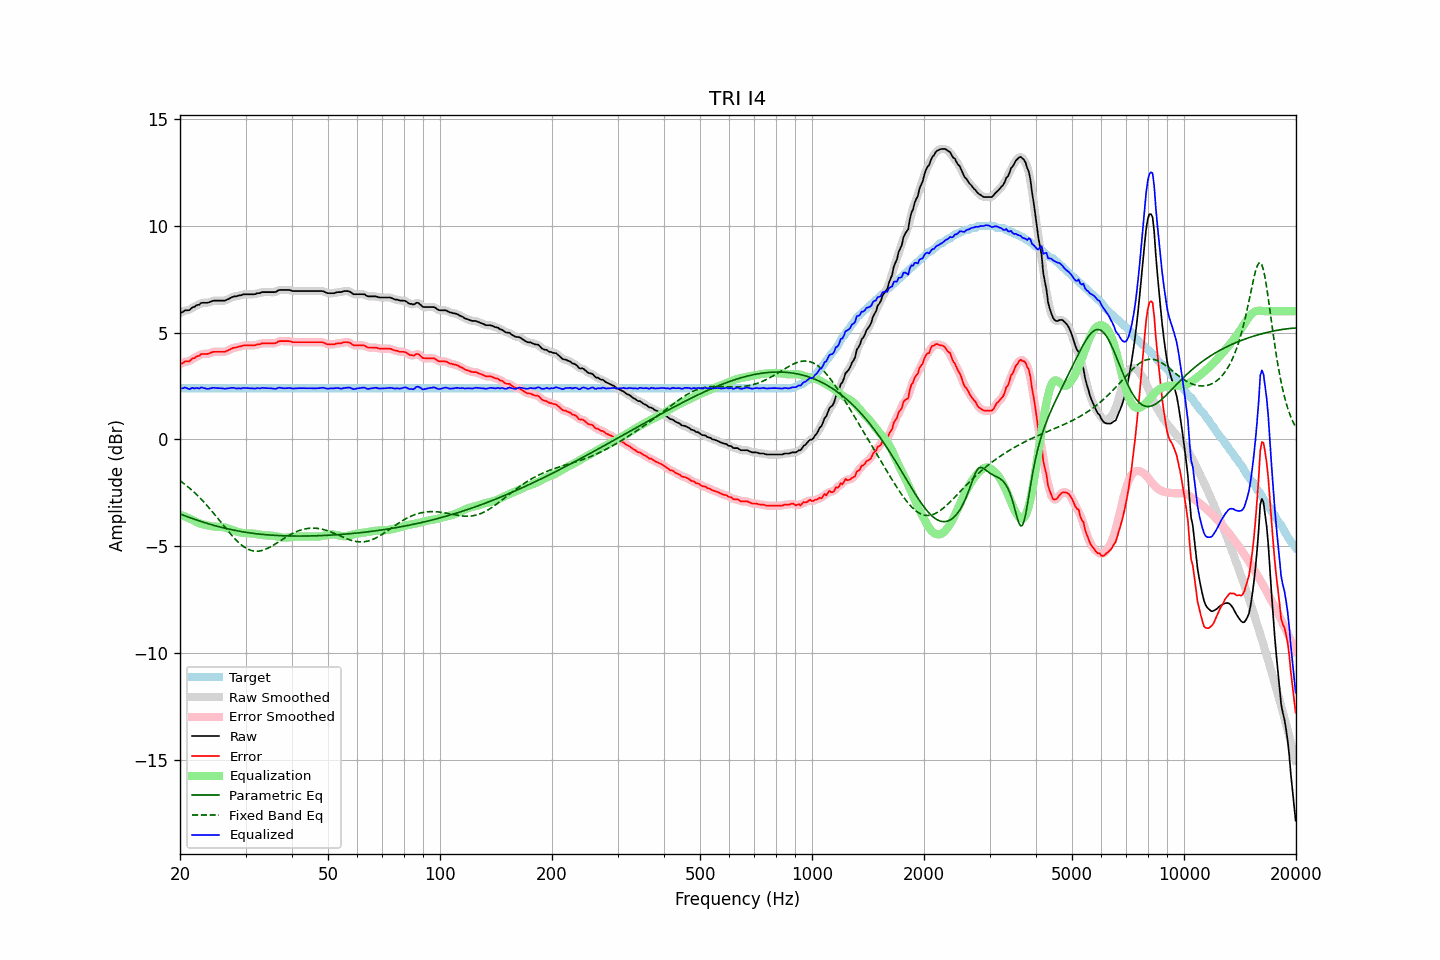 TRI I4
Amplitude (dBr)
15
10
5
0
−5
−10
−15
Target
Raw Smoothed
Error Smoothed
Raw
Error
Equalization
Parametric Eq
Fixed Band Eq
Equalized
20 50 100 200 500 1000 2000 5000 10000 20000
Frequency (Hz)